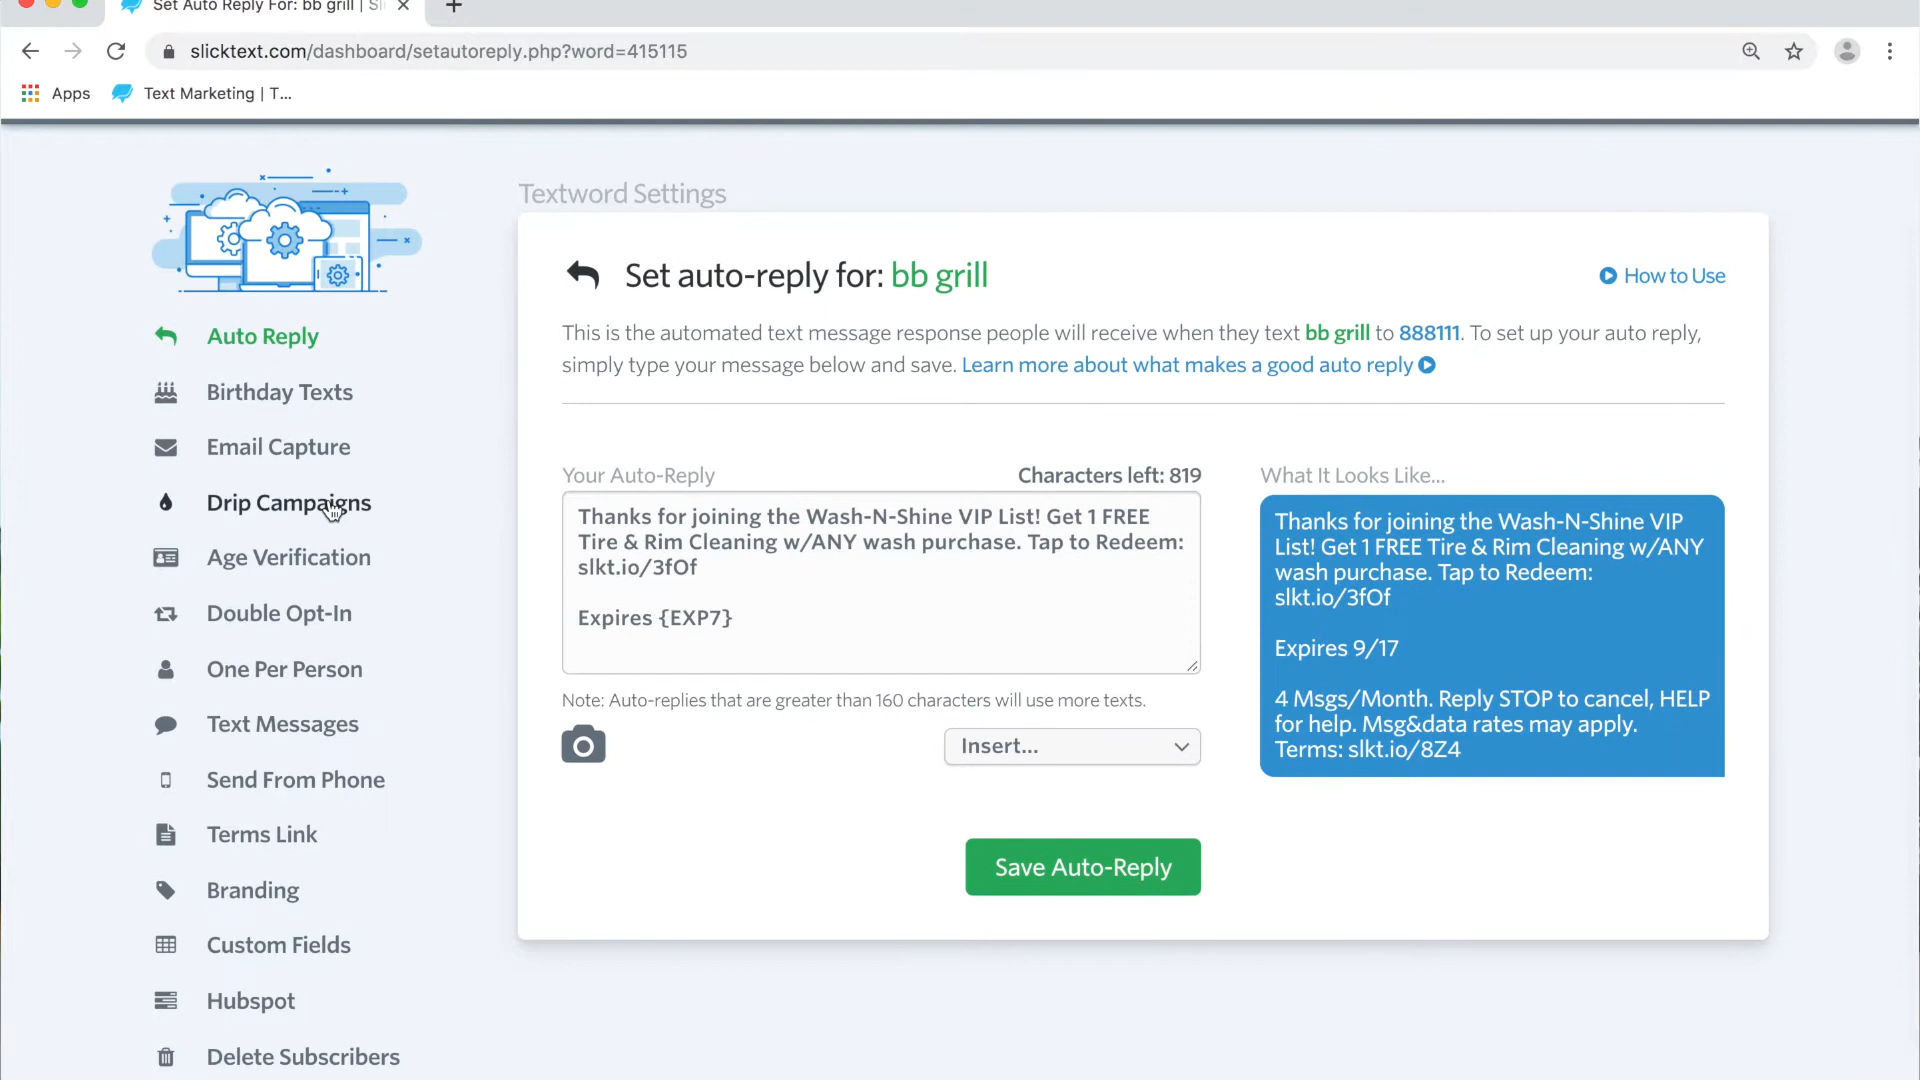 Set Auto Reply For: bb grill | Sli
slicktext.com/dashboard/setautoreply.php?word=415115
Apps
Text Marketing | T...
Textword Settings
Set auto-reply for: bb grill
How to Use
This is the automated text message response people will receive when they text bb grill to 888111. To set up your auto reply,
simply type your message below and save. Learn more about what makes a good auto reply
Auto Reply
Birthday Texts
Email Capture
Drip Campaigns
Age Verification
Double Opt-In
One Per Person
Text Messages
Send From Phone
Terms Link
Branding
Custom Fields
Hubspot
Delete Subscribers
Your Auto-Reply
Characters left: 819
Thanks for joining the Wash-N-Shine VIP List! Get 1 FREE
Tire & Rim Cleaning w/ANY wash purchase. Tap to Redeem:
slkt.io/3fOf
Expires {EXP7}
Note: Auto-replies that are greater than 160 characters will use more texts.
Insert...
Save Auto-Reply
What It Looks Like...
Thanks for joining the Wash-N-Shine VIP
List! Get 1 FREE Tire & Rim Cleaning w/ANY
wash purchase. Tap to Redeem:
slkt.io/3fOf
Expires 9/17
4 Msgs/Month. Reply STOP to cancel, HELP
for help. Msg&data rates may apply.
Terms: slkt.io/8Z4